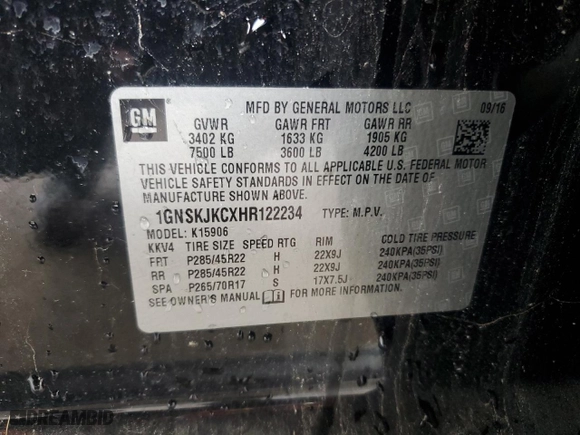 GM
MFD BY GENERAL MOTORS LLC 09/16
GVWR GAWR FRT GAWR RR
3402 KG 1633 KG 1905 KG
7500 LB 3600 LB 4200 LB
THIS VEHICLE CONFORMS TO ALL APPLICABLE U.S. FEDERAL MOTOR
VEHICLE SAFETY STANDARDS IN EFFECT ON THE DATE OF
MANUFACTURE SHOWN ABOVE.
1GNSKJKCXHR122234 TYPE: M.P.V.
MODEL: K15906
KKV4 TIRE SIZE SPEED RTG RIM COLD TIRE PRESSURE
FRT P285/45R22 H 22X9J 240KPA(35PSI)
RR P285/45R22 H 22X9J 240KPA(35PSI)
SPA P265/70R17 S 17X7.5J 240KPA(35PSI)
SEE OWNER'S MANUAL FOR MORE INFORMATION.
IDREAMBID